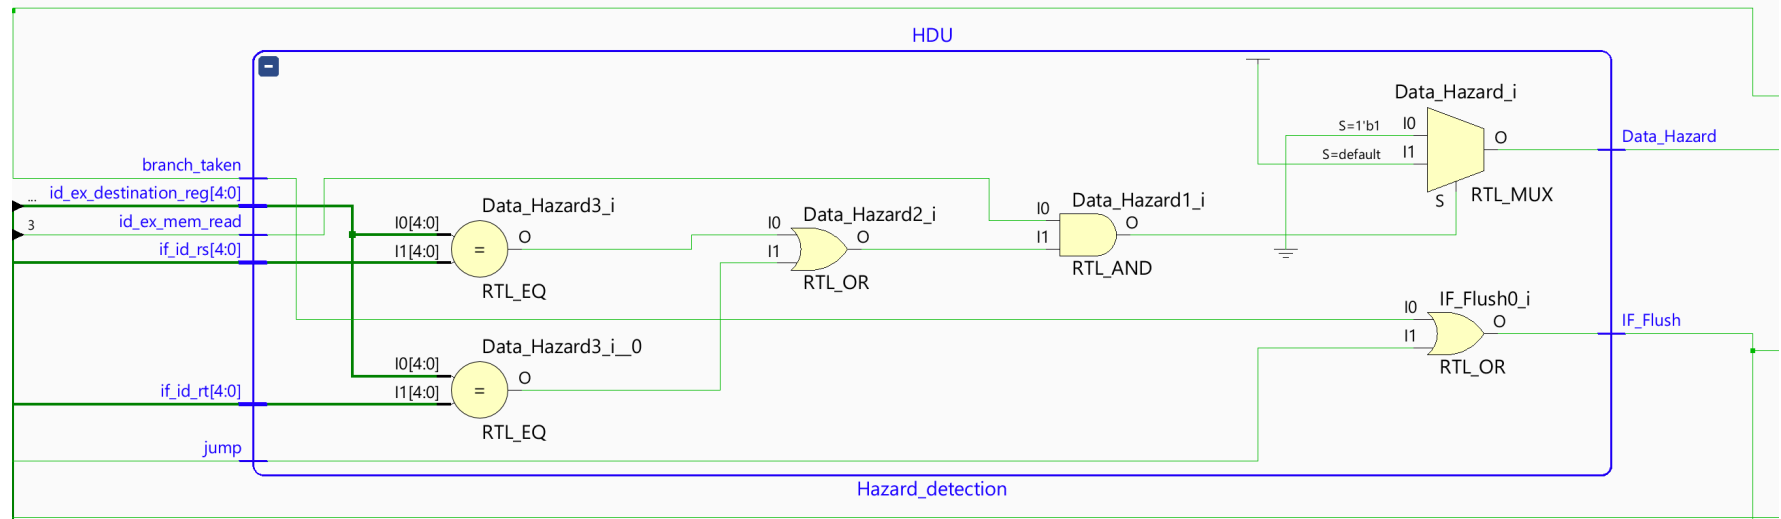 HDU
Data_Hazard_i
S=1'b1
I0
O
Data_Hazard
S=default
I1
S
RTL_MUX
branch_taken
id_ex_destination_reg[4:0]
...
id_ex_mem_read
3
if_id_rs[4:0]
Data_Hazard3_i
I0[4:0]
I1[4:0]
=
O
RTL_EQ
Data_Hazard2_i
I0
I1
O
RTL_OR
Data_Hazard1_i
I0
I1
O
RTL_AND
IF_Flush0_i
I0
I1
O
RTL_OR
IF_Flush
Data_Hazard3_i__0
I0[4:0]
I1[4:0]
=
O
RTL_EQ
if_id_rt[4:0]
jump
Hazard_detection